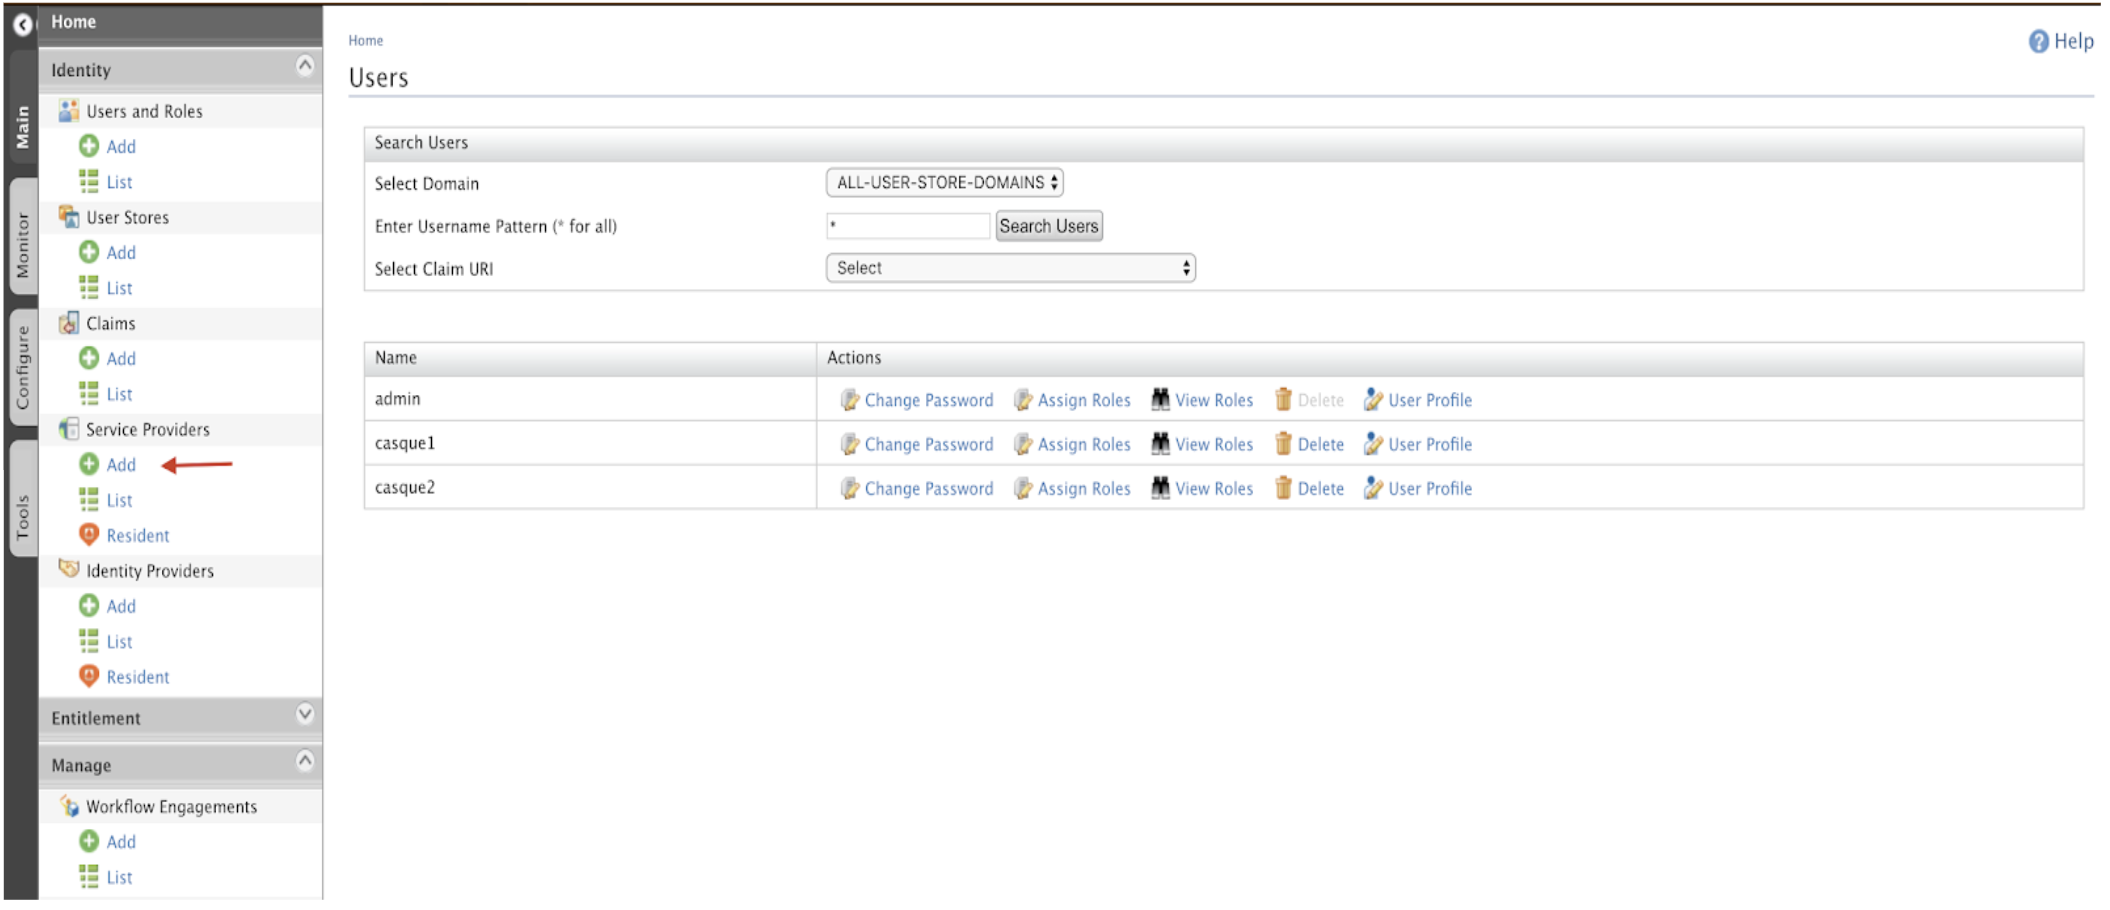 Home
Identity
Users and Roles
Add
List
User Stores
Add
List
Claims
Add
List
Service Providers
Add
List
Resident
Identity Providers
Add
List
Resident
Entitlement
Manage
Workflow Engagements
Add
List
Main
Monitor
Configure
Tools
Home
Help
Users
Search Users
Select Domain ALL-USER-STORE-DOMAINS
Enter Username Pattern (* for all) * Search Users
Select Claim URI Select
Name Actions
admin Change Password Assign Roles View Roles Delete User Profile
casque1 Change Password Assign Roles View Roles Delete User Profile
casque2 Change Password Assign Roles View Roles Delete User Profile